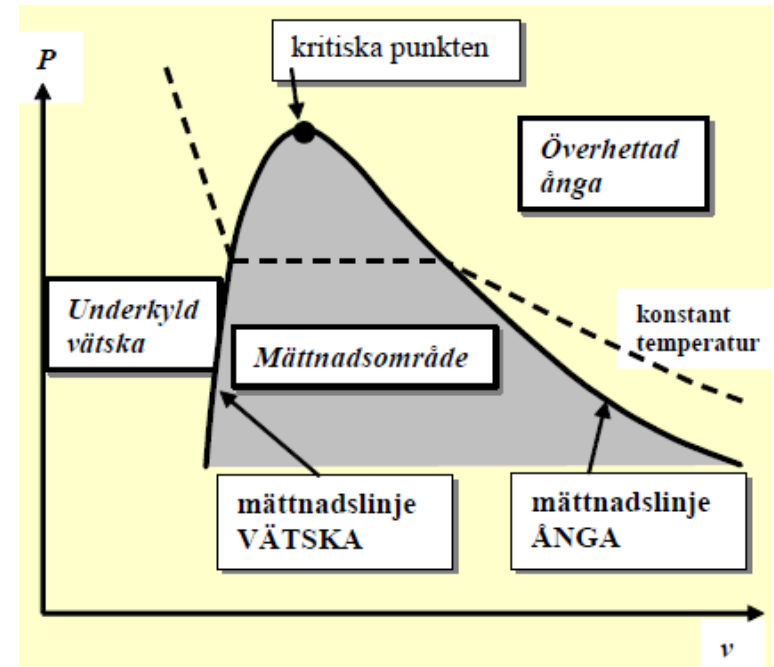 kritiska punkten
P
Överhettad
ånga
Underkyld
vätska
konstant
temperatur
Mättnadsområde
mättnadslinje
VÄTSKA
mättnadslinje
ÅNGA
v